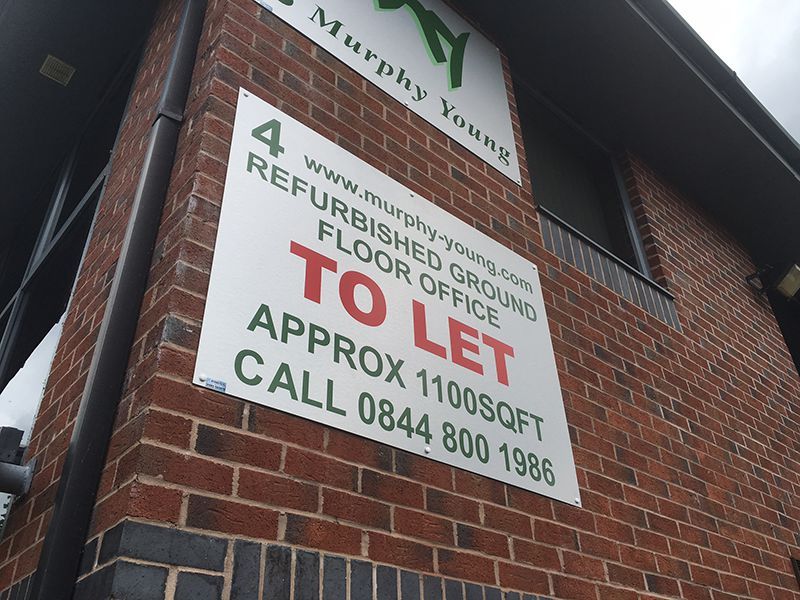 Murphy Young
4 www.murphy-young.com
REFURBISHED GROUND
FLOOR OFFICE
TO LET
APPROX 1100SQFT
CALL 0844 800 1986